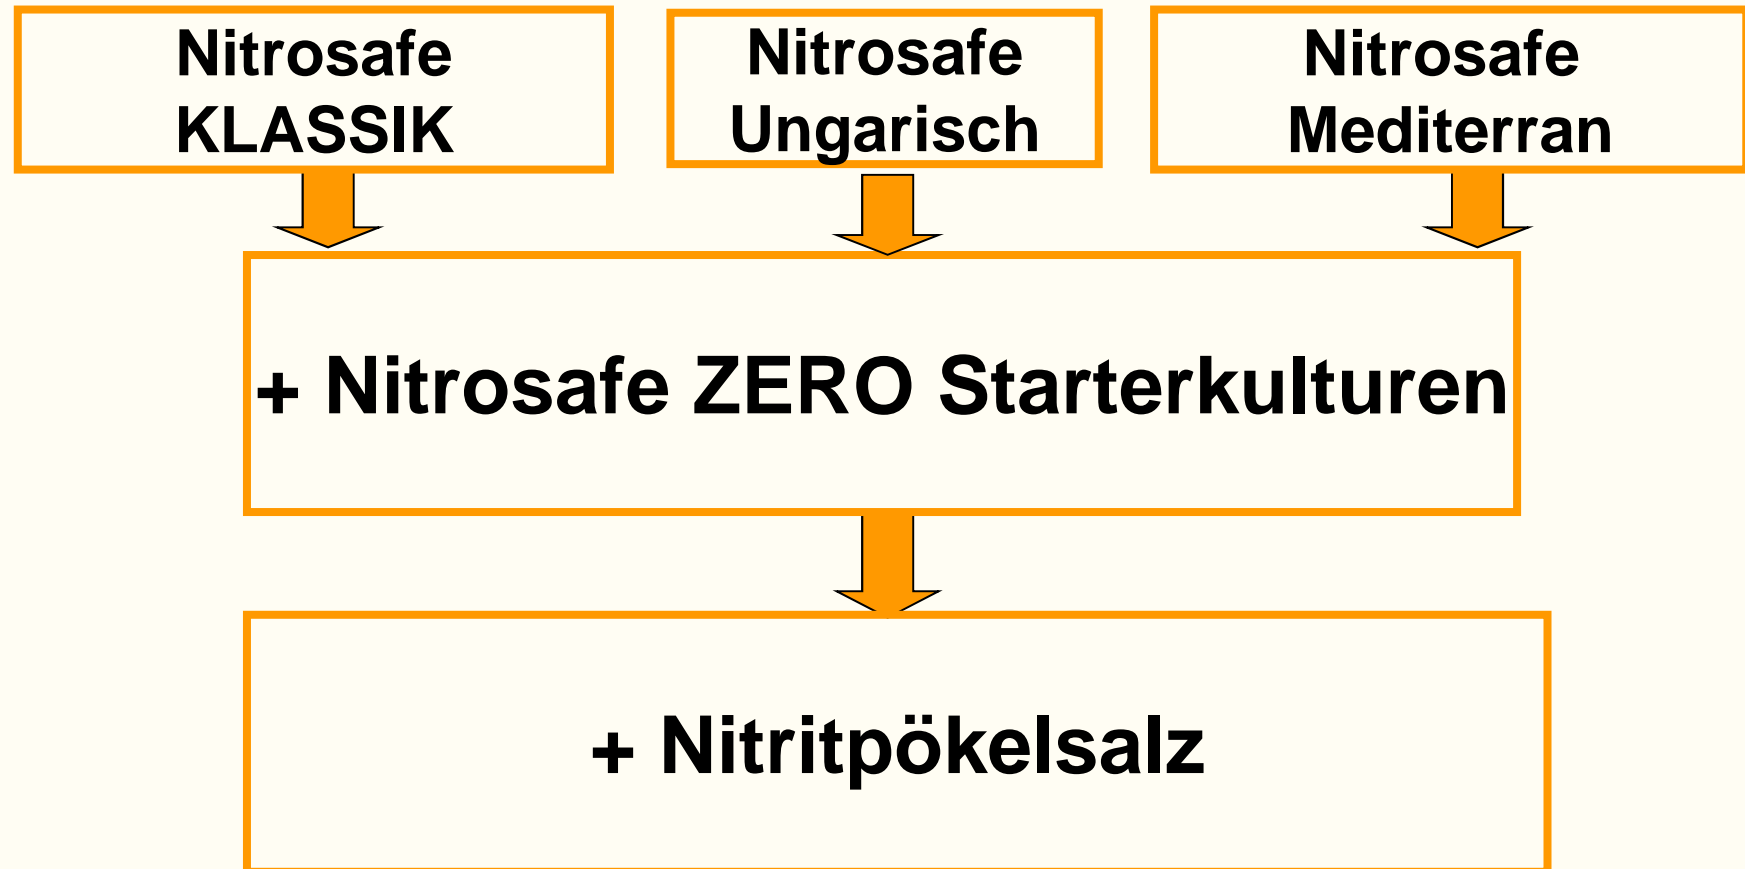 Nitrosafe
KLASSIK
Nitrosafe
Ungarisch
Nitrosafe
Mediterran
+ Nitrosafe ZERO Starterkulturen
+ Nitritpökelsalz